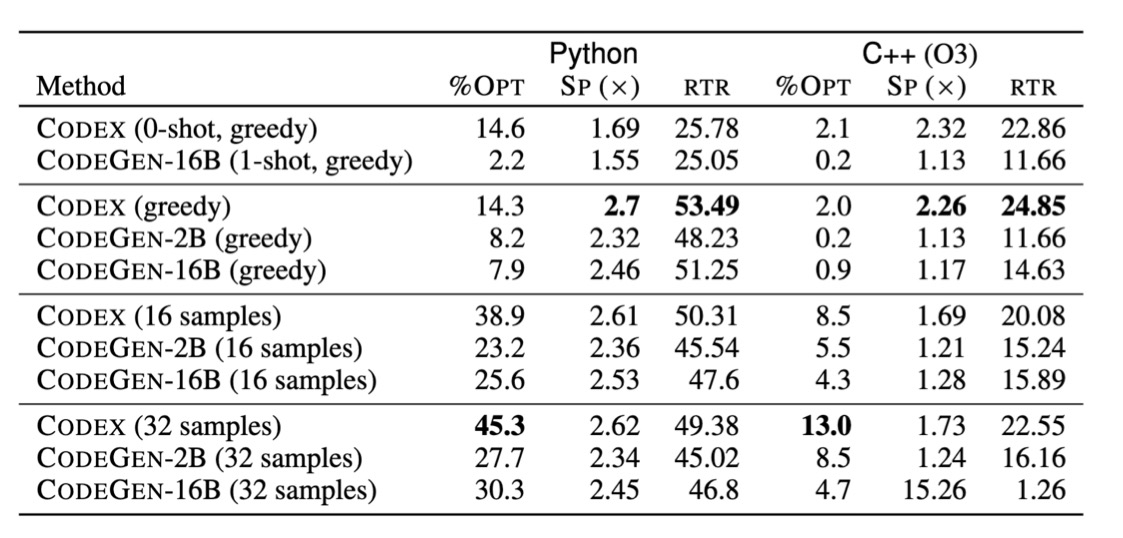 Python C++ (O3)
Method %OPT SP (×) RTR %OPT SP (×) RTR
CODEX (0-shot, greedy) 14.6 1.69 25.78 2.1 2.32 22.86
CODEGEN-16B (1-shot, greedy) 2.2 1.55 25.05 0.2 1.13 11.66
CODEX (greedy) 14.3 2.7 53.49 2.0 2.26 24.85
CODEGEN-2B (greedy) 8.2 2.32 48.23 0.2 1.13 11.66
CODEGEN-16B (greedy) 7.9 2.46 51.25 0.9 1.17 14.63
CODEX (16 samples) 38.9 2.61 50.31 8.5 1.69 20.08
CODEGEN-2B (16 samples) 23.2 2.36 45.54 5.5 1.21 15.24
CODEGEN-16B (16 samples) 25.6 2.53 47.6 4.3 1.28 15.89
CODEX (32 samples) 45.3 2.62 49.38 13.0 1.73 22.55
CODEGEN-2B (32 samples) 27.7 2.34 45.02 8.5 1.24 16.16
CODEGEN-16B (32 samples) 30.3 2.45 46.8 4.7 15.26 1.26